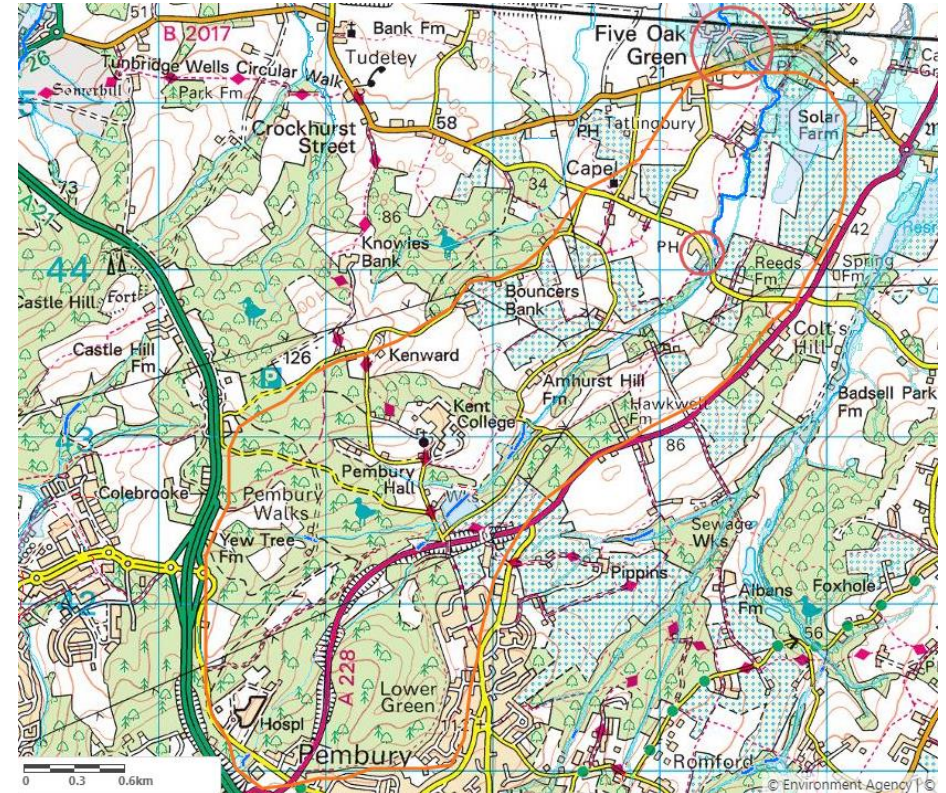 51
B 2017
Bank Fm
Five Oak
Green
26
Tudeley
Tunbridge Wells Circular Walk
Park Fm
Somerhill
21
Solar
Farm
Crockhurst
Street
58
PH
Tatlingbury
Capel
73
A 21
34
86
PH
42
44
Knowles
Bank
Reeds
Fm
Spring
Fm
Castle Hill
Fort
Bouncers
Bank
Colt's
Hill
Castle Hill
Fm
126
Kenward
P
Amhurst Hill
Fm
Badsell Park
Fm
Kent
College
Hawkwell
Fm
43
86
Pembury
Hall
Colebrooke
Pembury
Walks
Wks
Sewage
Wks
Yew Tree
Fm
Pippins
Albans
Fm
Foxhole
42
56
A 228
Lower
Green
Hospl
113
Pembury
Romford
0 0.3 0.6km
© Environment Agency | ©